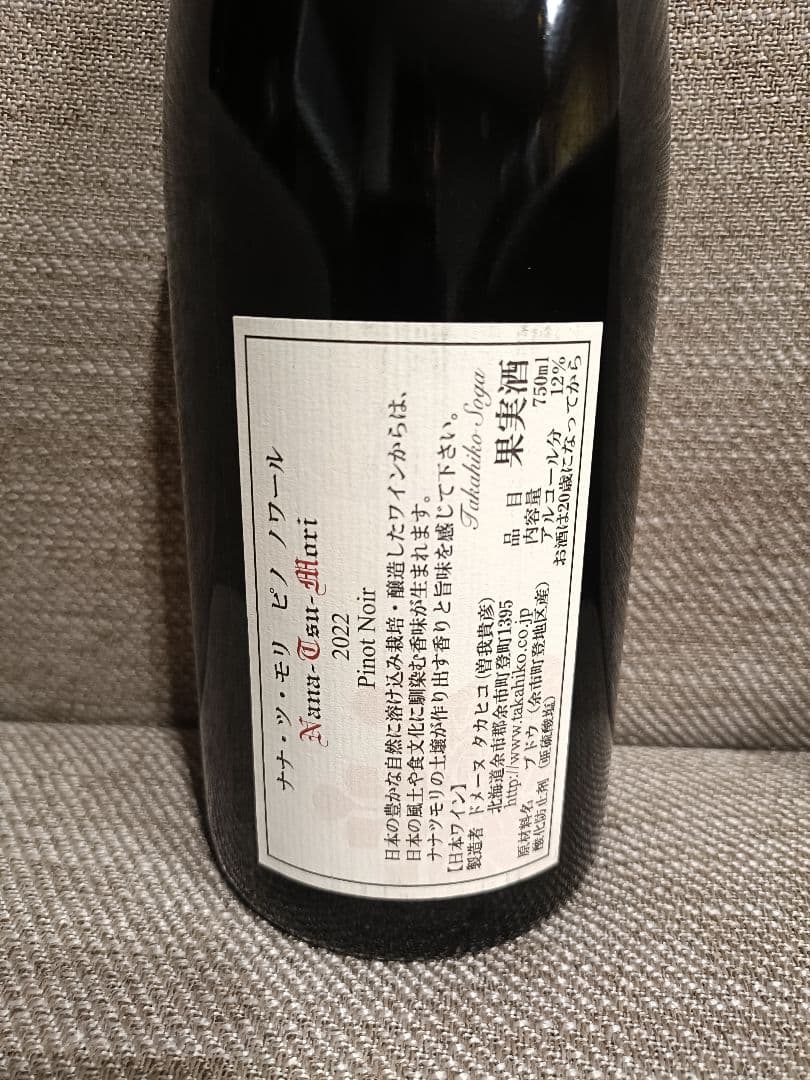 ナナ・ツ・モリ ピノ ノワール
Nana-Tsu-Mori
2022
Pinot Noir
日本の豊かな自然に溶け込み栽培・醸造したワインからは、
日本の風土や食文化に馴染む香味が生まれます。
ナナツモリの土壌が作り出す香りと旨味を感じて下さい。
Takahiko Soga
【日本ワイン】
製造者 ドメーヌ タカヒコ (曽我貴彦)
北海道余市郡余市町登町1395
http://www.takahiko.co.jp
原材料名 ブドウ (余市町登地区産)
酸化防止剤 (亜硫酸塩)
品目 果実酒
内容量 750ml
アルコール分 12%
お酒は20歳になってから